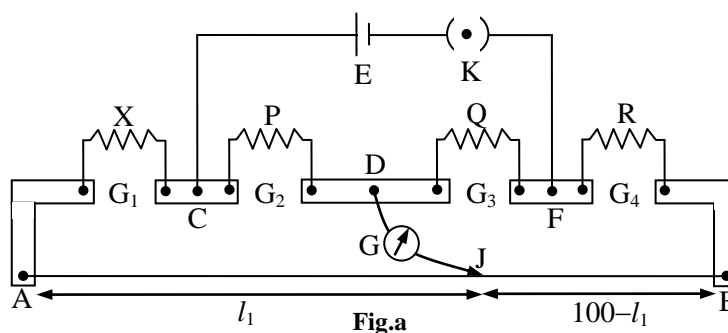 E K
X P Q R
D
G₁ G₂ G₃ G₄
C F
G
J
A B
l₁ 100–l₁
Fig.a